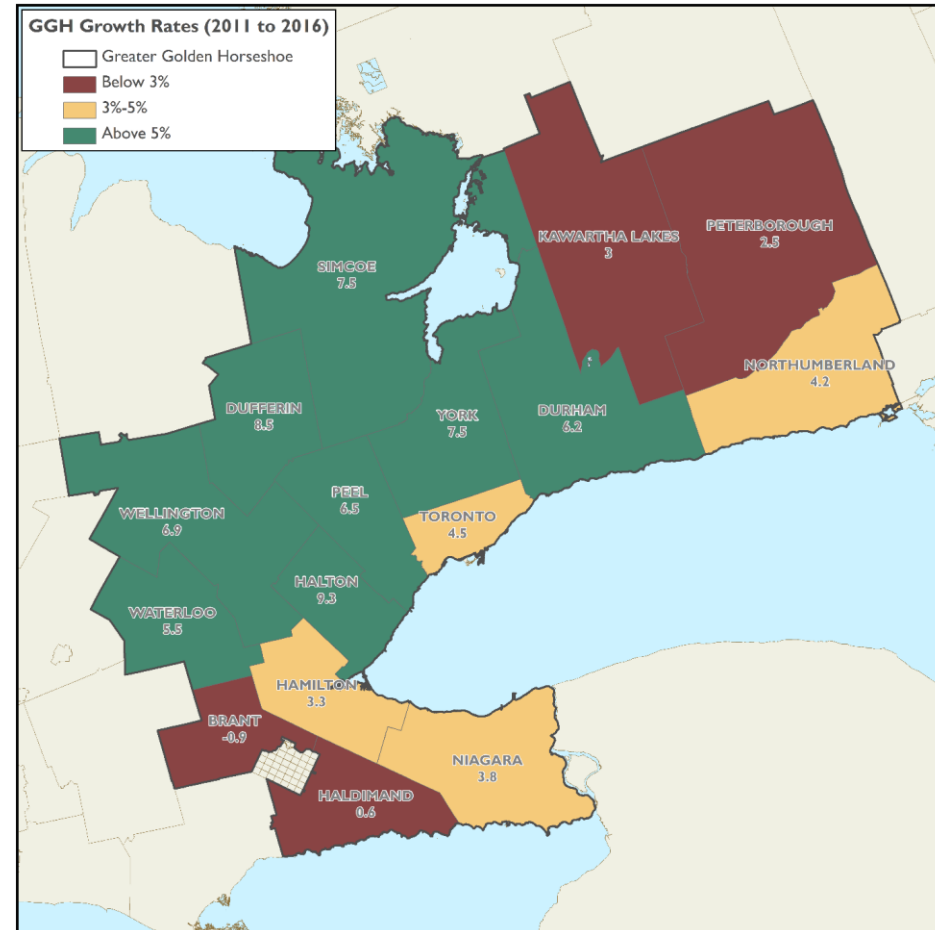 GGH Growth Rates (2011 to 2016)
Greater Golden Horseshoe
Below 3%
3%-5%
Above 5%
KAWARTHA LAKES
3
PETERBOROUGH
2.5
SIMCOE
7.5
NORTHUMBERLAND
4.2
DUFFERIN
8.5
YORK
7.5
DURHAM
6.2
PEEL
6.5
WELLINGTON
6.9
TORONTO
4.5
HALTON
9.3
WATERLOO
5.5
HAMILTON
3.3
BRANT
-0.9
NIAGARA
3.8
HALDIMAND
0.6